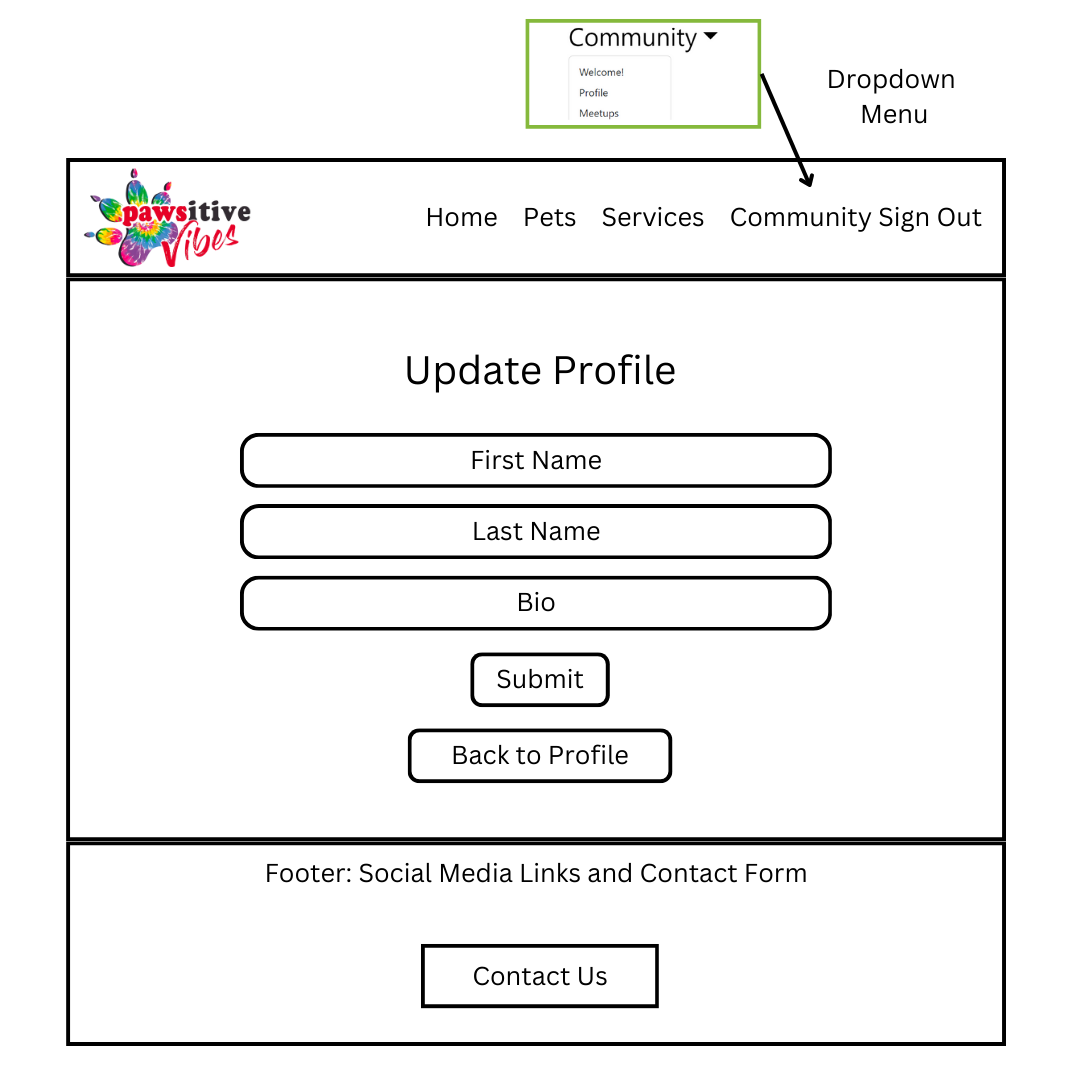 Community
Welcome!
Profile
Meetups
Dropdown
Menu
pawsitive
Vibes
Home Pets Services Community Sign Out
Update Profile
First Name
Last Name
Bio
Submit
Back to Profile
Footer: Social Media Links and Contact Form
Contact Us